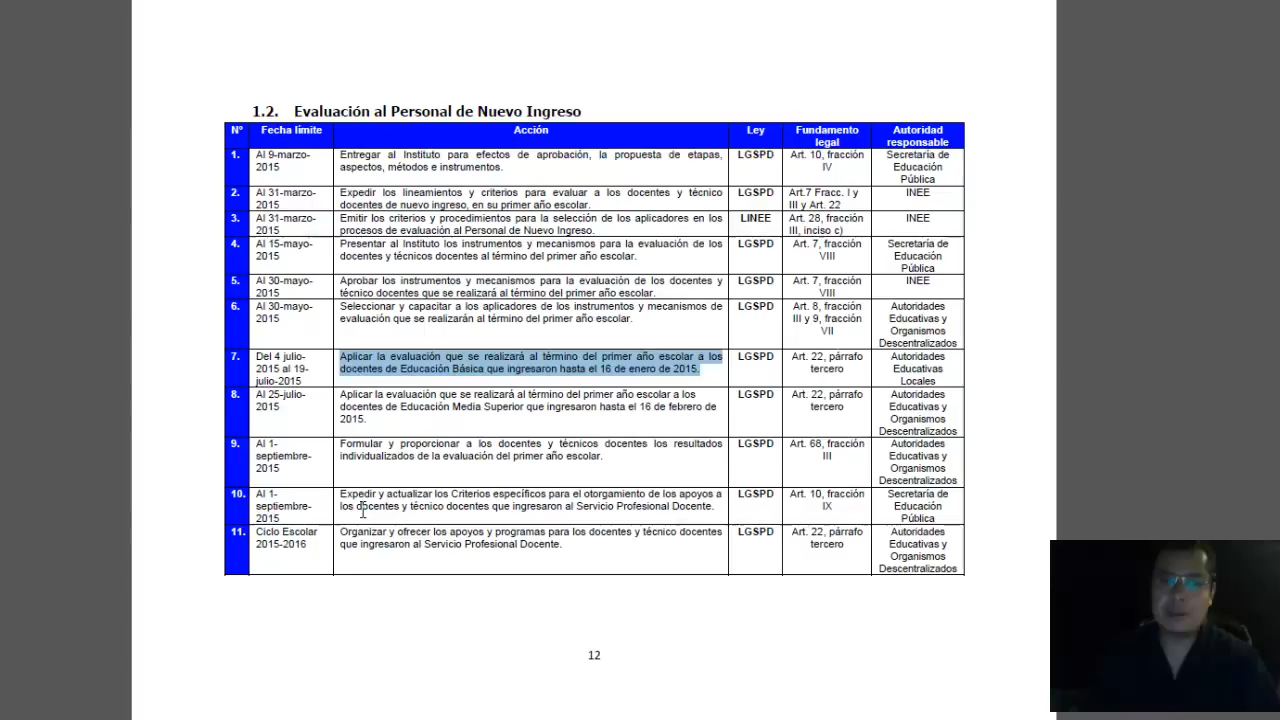 1.2. Evaluación al Personal de Nuevo Ingreso
Nº Fecha límite Acción Ley Fundamento legal Autoridad responsable
1. Al 9-marzo-2015 Entregar al Instituto para efectos de aprobación, la propuesta de etapas, aspectos, métodos e instrumentos. LGSPD Art. 10, fracción IV Secretaría de Educación Pública
2. Al 31-marzo-2015 Expedir los lineamientos y criterios para evaluar a los docentes y técnico docentes de nuevo ingreso, en su primer año escolar. LGSPD Art.7 Fracc. I y III y Art. 22 INEE
3. Al 31-marzo-2015 Emitir los criterios y procedimientos para la selección de los aplicadores en los procesos de evaluación al Personal de Nuevo Ingreso. LINEE Art. 28, fracción III, inciso c) INEE
4. Al 15-mayo-2015 Presentar al Instituto los instrumentos y mecanismos para la evaluación de los docentes y técnicos docentes al término del primer año escolar. LGSPD Art. 7, fracción VIII Secretaría de Educación Pública
5. Al 30-mayo-2015 Aprobar los instrumentos y mecanismos para la evaluación de los docentes y técnico docentes que se realizará al término del primer año escolar. LGSPD Art. 7, fracción VIII INEE
6. Al 30-mayo-2015 Seleccionar y capacitar a los aplicadores de los instrumentos y mecanismos de evaluación que se realizarán al término del primer año escolar. LGSPD Art. 8, fracción III y 9, fracción VII Autoridades Educativas y Organismos Descentralizados
7. Del 4 julio-2015 al 19-julio-2015 Aplicar la evaluación que se realizará al término del primer año escolar a los docentes de Educación Básica que ingresaron hasta el 16 de enero de 2015. LGSPD Art. 22, párrafo tercero Autoridades Educativas Locales
8. Al 25-julio-2015 Aplicar la evaluación que se realizará al término del primer año escolar a los docentes de Educación Media Superior que ingresaron hasta el 16 de febrero de 2015. LGSPD Art. 22, párrafo tercero Autoridades Educativas y Organismos Descentralizados
9. Al 1-septiembre-2015 Formular y proporcionar a los docentes y técnicos docentes los resultados individualizados de la evaluación del primer año escolar. LGSPD Art. 68, fracción III Autoridades Educativas y Organismos Descentralizados
10. Al 1-septiembre-2015 Expedir y actualizar los Criterios específicos para el otorgamiento de los apoyos a los docentes y técnico docentes que ingresaron al Servicio Profesional Docente. LGSPD Art. 10, fracción IX Secretaría de Educación Pública
11. Ciclo Escolar 2015-2016 Organizar y ofrecer los apoyos y programas para los docentes y técnico docentes que ingresaron al Servicio Profesional Docente. LGSPD Art. 22, párrafo tercero Autoridades Educativas y Organismos Descentralizados
12